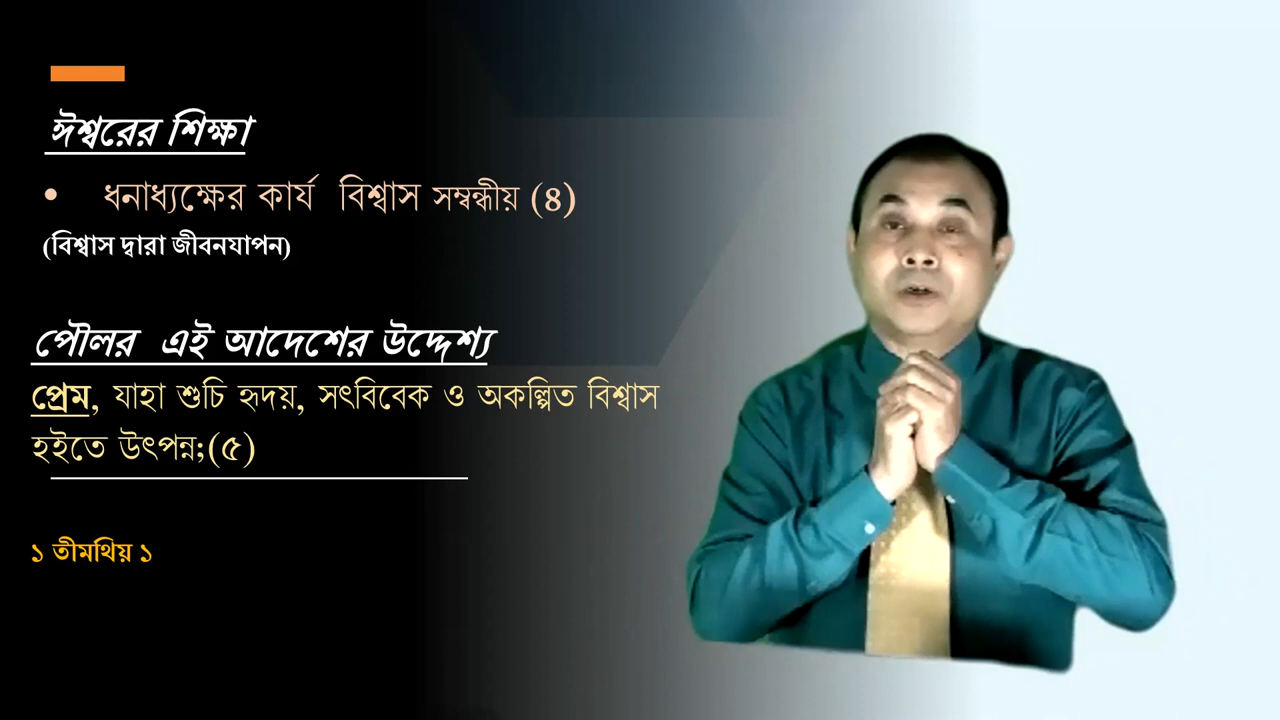 ঈশ্বরের শিক্ষা
• ধনাধ্যক্ষের কার্য বিশ্বাস সম্বন্ধীয় (৪)
(বিশ্বাস দ্বারা জীবনযাপন)
পৌলর এই আদেশের উদ্দেশ্য
প্রেম, যাহা শুচি হৃদয়, সৎবিবেক ও অকল্পিত বিশ্বাস
হইতে উৎপন্ন;(৫)
১ তীমথিয় ১